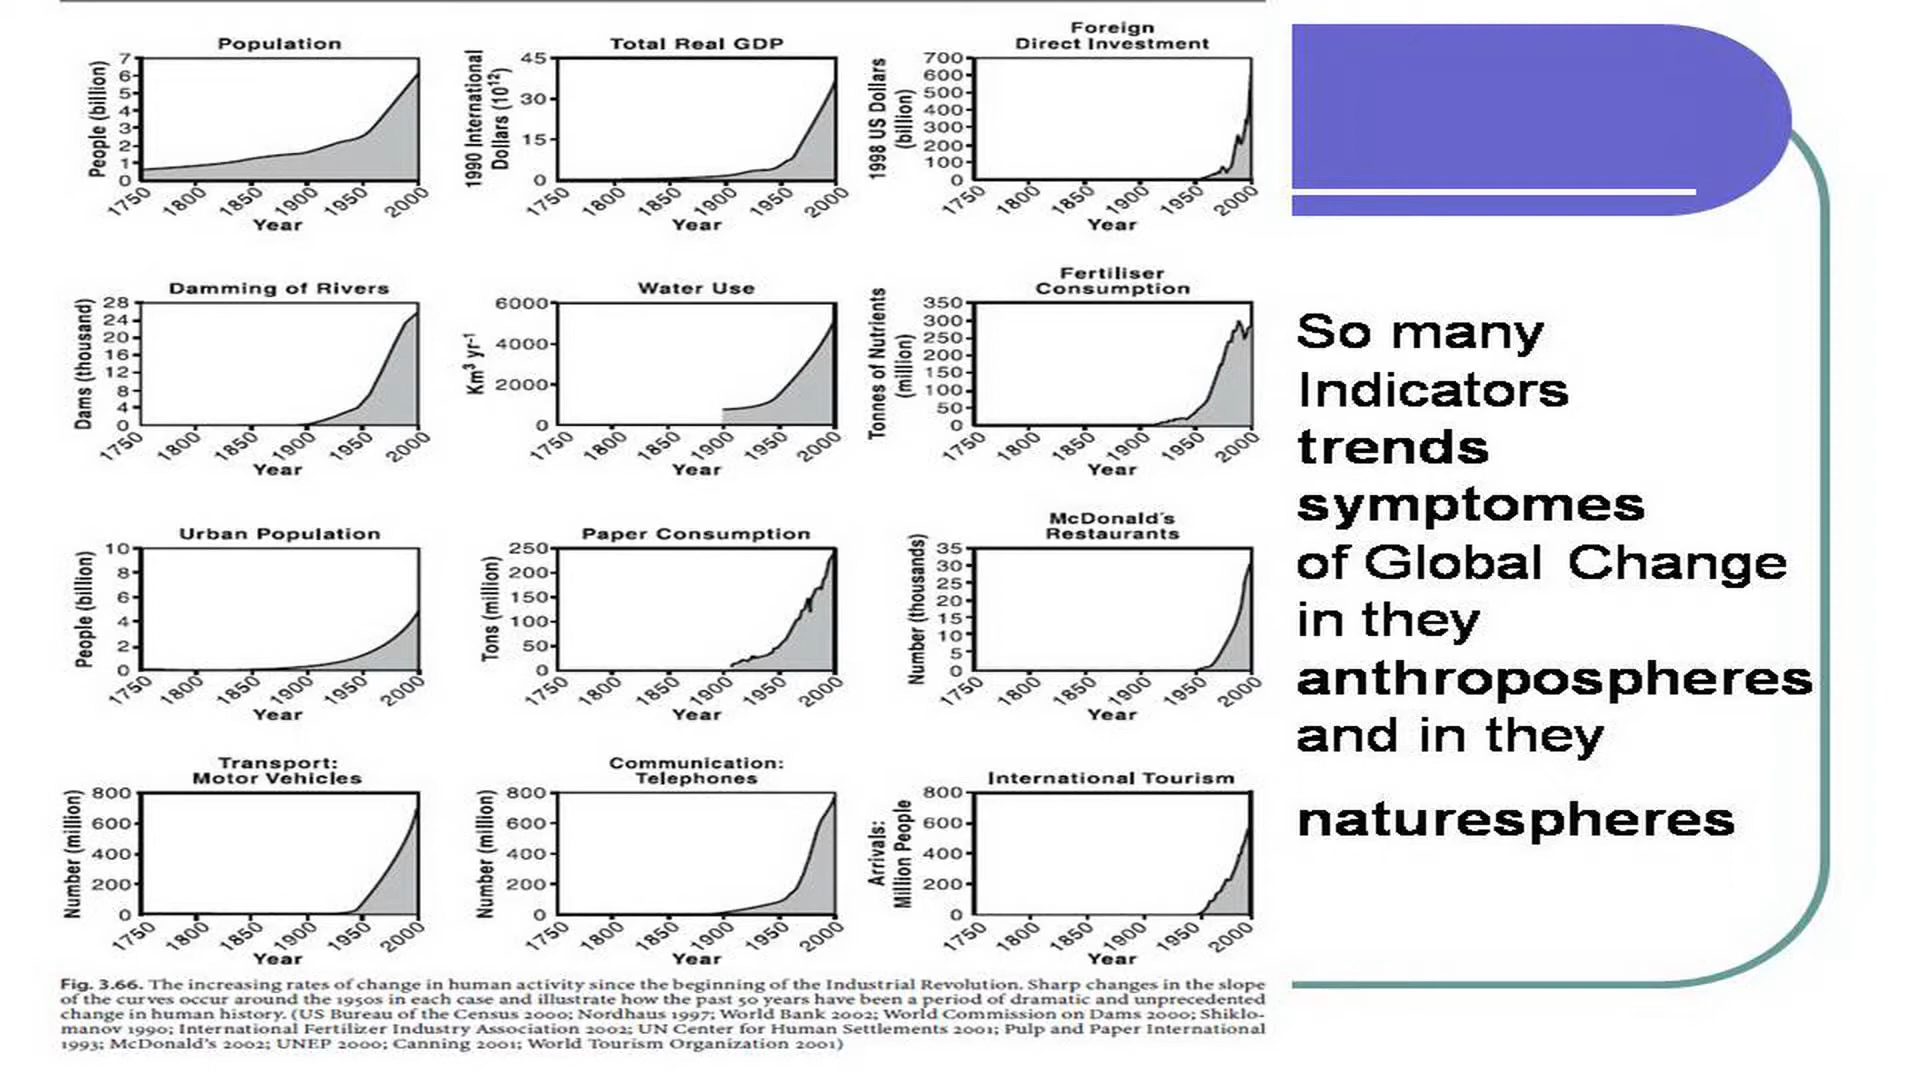 Population
People (billion)
7
6
5
4
3
2
1
0
1750 1800 1850 1900 1950 2000
Year
Total Real GDP
1990 International
Dollars (10¹²)
45
30
15
0
1750 1800 1850 1900 1950 2000
Year
Foreign
Direct Investment
1998 US Dollars
(billion)
700
600
500
400
300
200
100
0
1750 1800 1850 1900 1950 2000
Year
Damming of Rivers
Dams (thousand)
28
24
20
16
12
8
4
0
1750 1800 1850 1900 1950 2000
Year
Water Use
Km³ yr⁻¹
6000
4000
2000
0
1750 1800 1850 1900 1950 2000
Year
Fertiliser
Consumption
Tonnes of Nutrients
(million)
350
300
250
200
150
100
50
0
1750 1800 1850 1900 1950 2000
Year
Urban Population
People (billion)
10
8
6
4
2
0
1750 1800 1850 1900 1950 2000
Year
Paper Consumption
Tons (million)
250
200
150
100
50
0
1750 1800 1850 1900 1950 2000
Year
McDonald's
Restaurants
Number (thousands)
35
30
25
20
15
10
5
0
1750 1800 1850 1900 1950 2000
Year
Transport:
Motor Vehicles
Number (million)
800
600
400
200
0
1750 1800 1850 1900 1950 2000
Year
Communication:
Telephones
Number (million)
800
600
400
200
0
1750 1800 1850 1900 1950 2000
Year
International Tourism
Arrivals:
Million People
800
600
400
200
0
1750 1800 1850 1900 1950 2000
Year
Fig. 3.66. The increasing rates of change in human activity since the beginning of the Industrial Revolution. Sharp changes in the slope
of the curves occur around the 1950s in each case and illustrate how the past 50 years have been a period of dramatic and unprecedented
change in human history. (US Bureau of the Census 2000; Nordhaus 1997; World Bank 2002; World Commission on Dams 2000; Shiklo-
manov 1990; International Fertilizer Industry Association 2002; UN Center for Human Settlements 2001; Pulp and Paper International
1993; McDonald's 2002; UNEP 2000; Canning 2001; World Tourism Organization 2001)
So many
Indicators
trends
symptomes
of Global Change
in they
anthropospheres
and in they
naturespheres